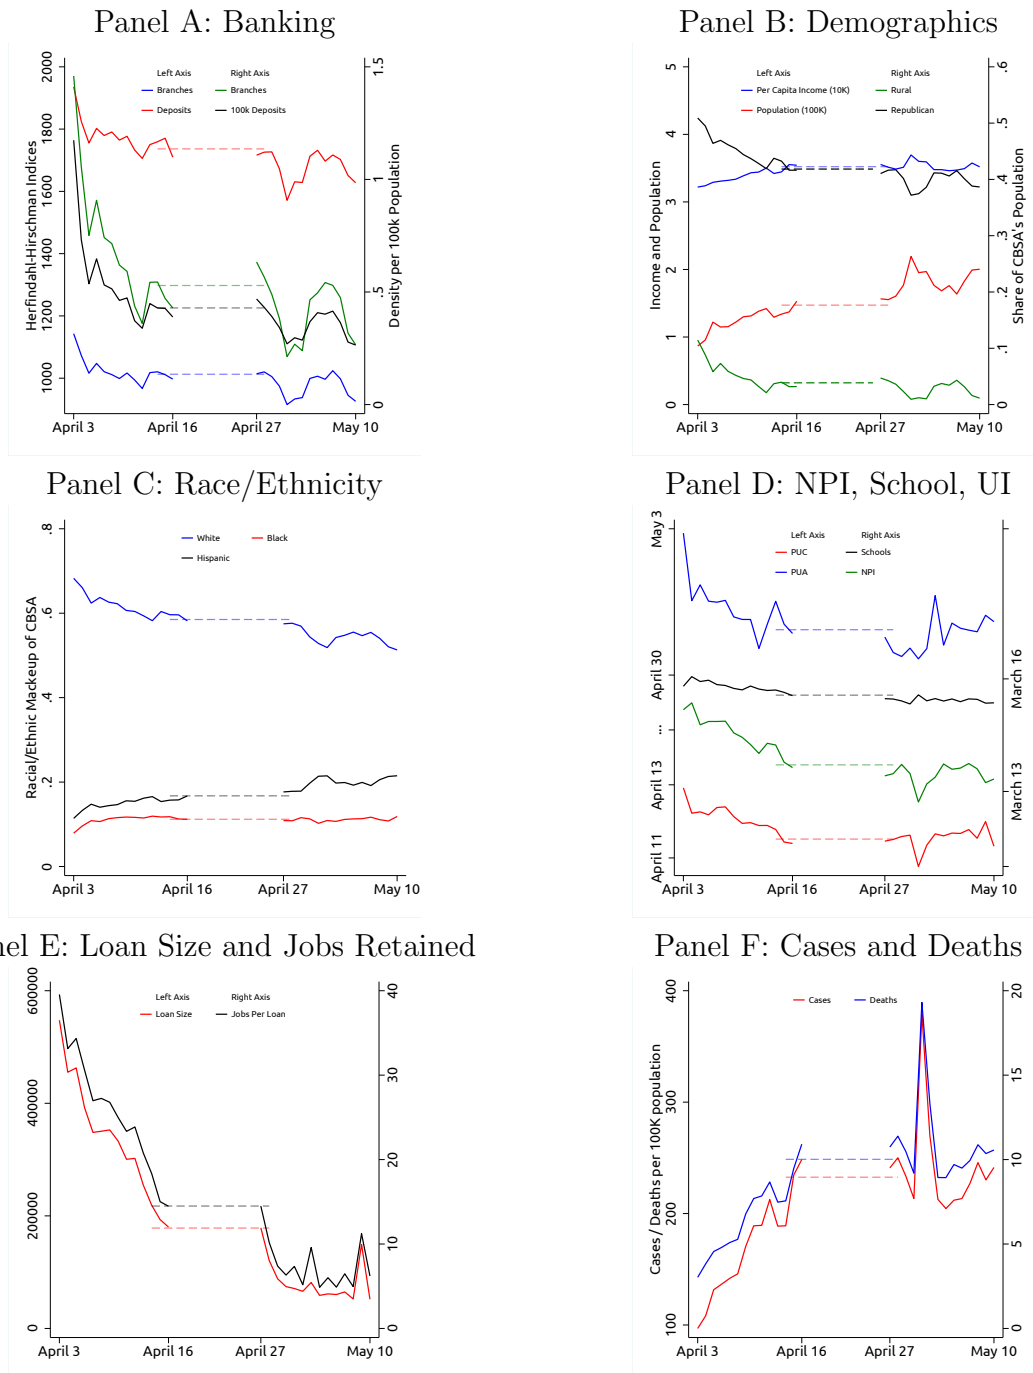 Panel A: Banking
Herfindahl-Hirschman Indices
1000 1200 1400 1600 1800 2000
Left Axis Right Axis
Branches Branches
Deposits 100k Deposits
0 .5 1 1.5
Density per 100k Population
April 3 April 16 April 27 May 10
Panel B: Demographics
Income and Population
0 1 2 3 4 5
Left Axis Right Axis
Per Capita Income (10K) Rural
Population (100K) Republican
0 .1 .2 .3 .4 .5 .6
Share of CBSA's Population
April 3 April 16 April 27 May 10
Panel C: Race/Ethnicity
Racial/Ethnic Mackeup of CBSA
0 .2 .4 .6 .8
White Black
Hispanic
April 3 April 16 April 27 May 10
Panel D: NPI, School, UI
April 11 April 13 ... April 30 May 3
Left Axis Right Axis
PUC Schools
PUA NPI
March 13 March 16
April 3 April 16 April 27 May 10
nel E: Loan Size and Jobs Retained
0 200000 400000 600000
Left Axis Right Axis
Loan Size Jobs Per Loan
0 10 20 30 40
April 3 April 16 April 27 May 10
Panel F: Cases and Deaths
Cases / Deaths per 100K population
100 200 300 400
Cases Deaths
0 5 10 15 20
April 3 April 16 April 27 May 10